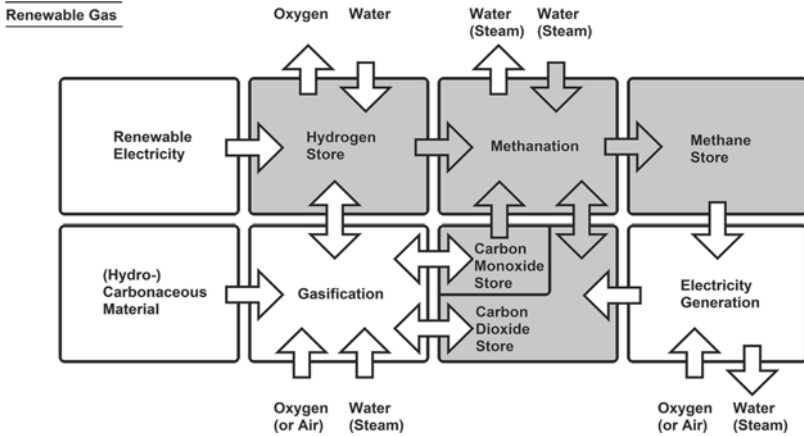 Renewable Gas
Oxygen
Water
Water
(Steam)
Water
(Steam)
Renewable
Electricity
Hydrogen
Store
Methanation
Methane
Store
(Hydro-)
Carbonaceous
Material
Gasification
Carbon
Monoxide
Store
Carbon
Dioxide
Store
Electricity
Generation
Oxygen
(or Air)
Water
(Steam)
Oxygen
(or Air)
Water
(Steam)